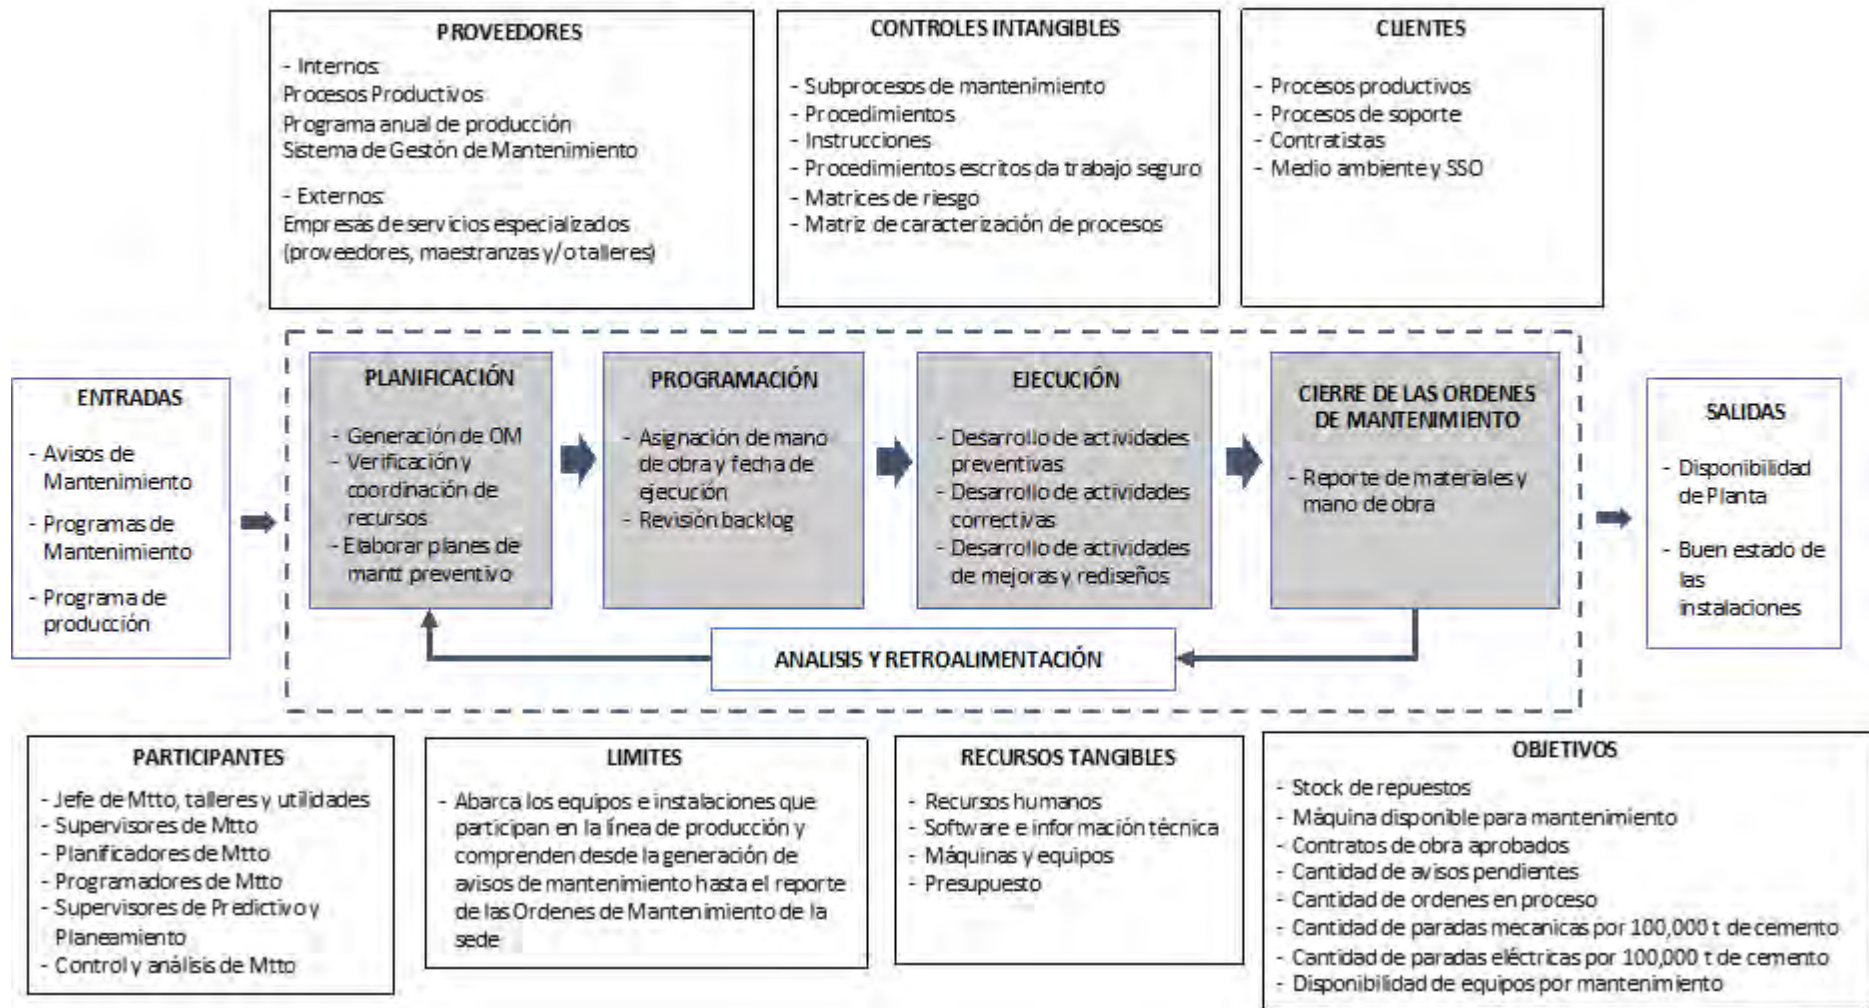 PROVEEDORES
- Internos:
Procesos Productivos
Programa anual de producción
Sistema de Gestón de Mantenimiento
- Externos:
Empresas de servicios especializados
(proveedores, maestranzas y/o talleres)
CONTROLES INTANGIBLES
- Subprocesos de mantenimiento
- Procedimientos
- Instrucciones
- Procedimientos escritos da trabajo seguro
- Matrices de riesgo
- Matriz de caracterización de procesos
CLIENTES
- Procesos productivos
- Procesos de soporte
- Contratistas
- Medio ambiente y SSO
ENTRADAS
- Avisos de
Mantenimiento
- Programas de
Mantenimiento
- Programa de
producción
PLANIFICACIÓN
- Generación de OM
- Verificación y
coordinación de
recursos
- Elaborar planes de
mantt preventivo
PROGRAMACIÓN
- Asignación de mano
de obra y fecha de
ejecución
- Revisión backlog
EJECUCIÓN
- Desarrollo de actividades
preventivas
- Desarrollo de actividades
correctivas
- Desarrollo de actividades
de mejoras y rediseños
CIERRE DE LAS ORDENES
DE MANTENIMIENTO
- Reporte de materiales y
mano de obra
SALIDAS
- Disponibilidad
de Planta
- Buen estado de
las
instalaciones
ANALISIS Y RETROALIMENTACIÓN
PARTICIPANTES
- Jefe de Mtto, talleres y utilidades
- Supervisores de Mtto
- Planificadores de Mtto
- Programadores de Mtto
- Supervisores de Predictivo y
Planeamiento
- Control y análisis de Mtto
LIMITES
- Abarca los equipos e instalaciones que
participan en la línea de producción y
comprenden desde la generación de
avisos de mantenimiento hasta el reporte
de las Ordenes de Mantenimiento de la
sede
RECURSOS TANGIBLES
- Recursos humanos
- Software e información técnica
- Máquinas y equipos
- Presupuesto
OBJETIVOS
- Stock de repuestos
- Máquina disponible para mantenimiento
- Contratos de obra aprobados
- Cantidad de avisos pendientes
- Cantidad de ordenes en proceso
- Cantidad de paradas mecanicas por 100,000 t de cemento
- Cantidad de paradas eléctricas por 100,000 t de cemento
- Disponibilidad de equipos por mantenimiento